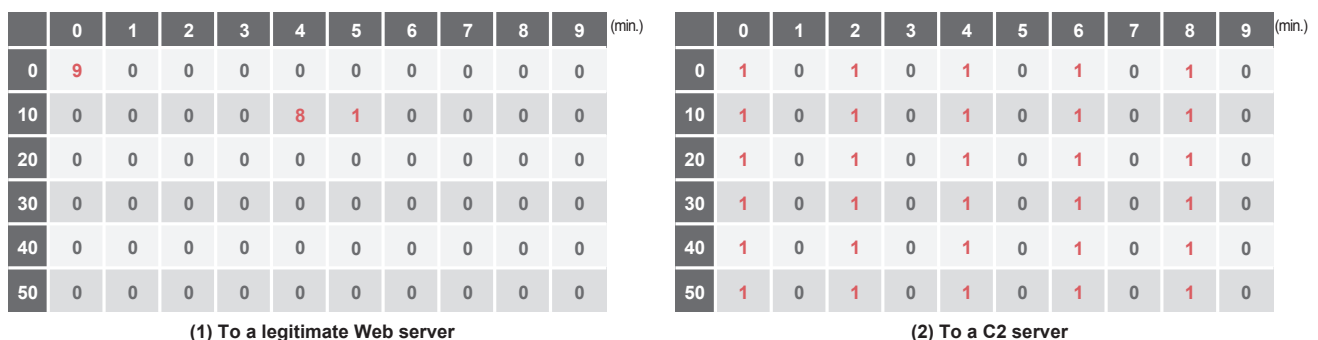 0 1 2 3 4 5 6 7 8 9 (min.)
0 9 0 0 0 0 0 0 0 0 0
10 0 0 0 0 8 1 0 0 0 0
20 0 0 0 0 0 0 0 0 0 0
30 0 0 0 0 0 0 0 0 0 0
40 0 0 0 0 0 0 0 0 0 0
50 0 0 0 0 0 0 0 0 0 0
(1) To a legitimate Web server
0 1 2 3 4 5 6 7 8 9 (min.)
0 1 0 1 0 1 0 1 0 1 0
10 1 0 1 0 1 0 1 0 1 0
20 1 0 1 0 1 0 1 0 1 0
30 1 0 1 0 1 0 1 0 1 0
40 1 0 1 0 1 0 1 0 1 0
50 1 0 1 0 1 0 1 0 1 0
(2) To a C2 server